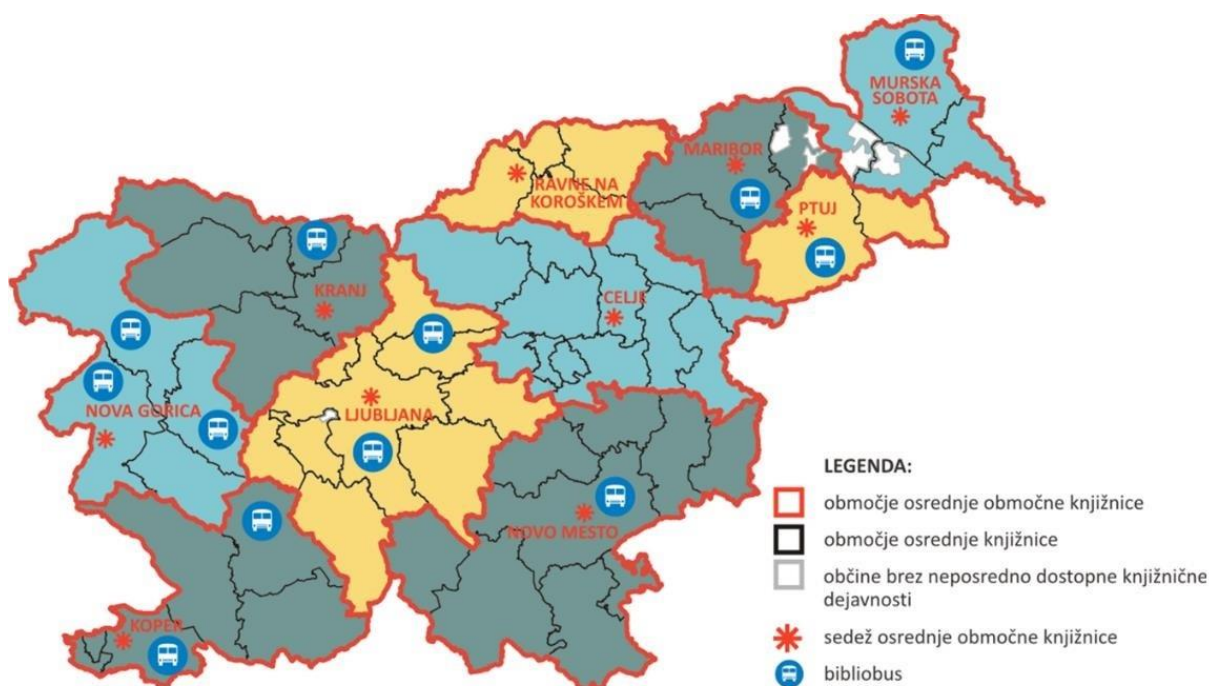 MURSKA
SOBOTA
MARIBOR
RAVNE NA
KOROŠKEM
PTUJ
KRANJ
CELJE
NOVA GORICA
LJUBLJANA
NOVO MESTO
KOPER
LEGENDA:
območje osrednje območne knjižnice
območje osrednje knjižnice
občine brez neposredno dostopne knjižnične
dejavnosti
sedež osrednje območne knjižnice
bibliobus